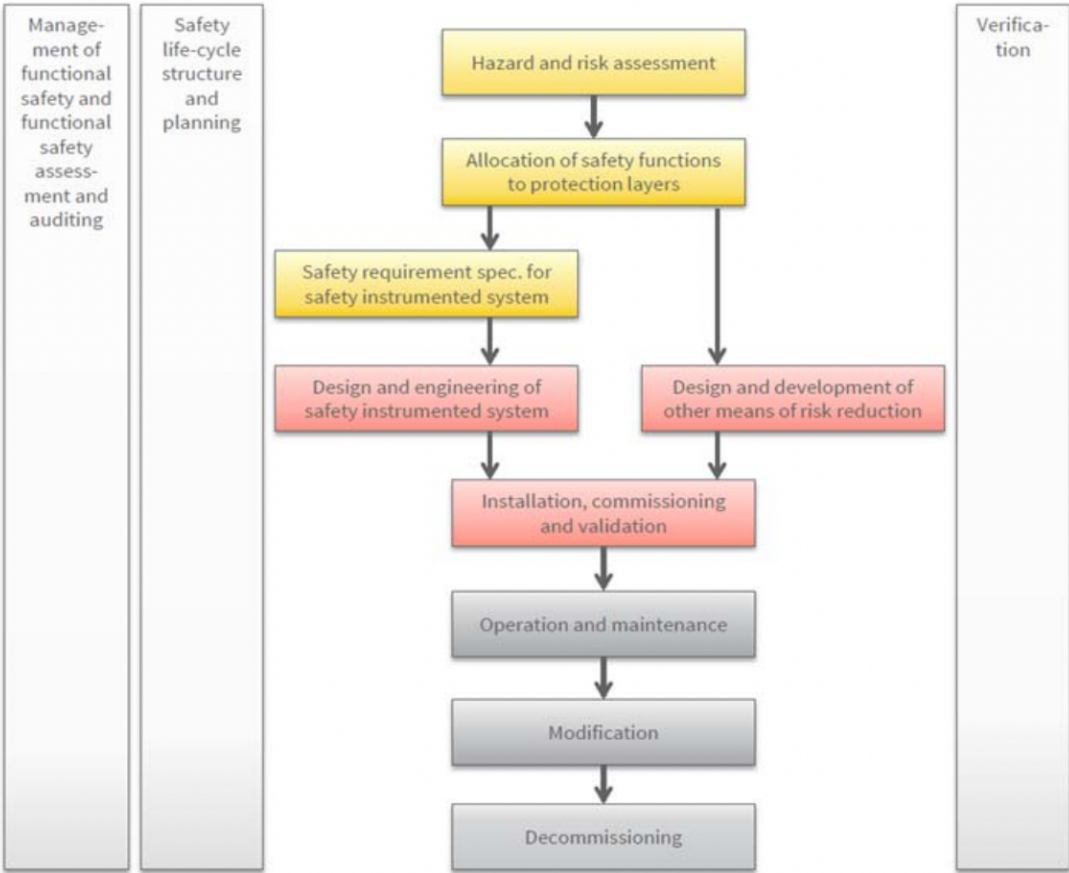 Manage-
ment of
functional
safety and
functional
safety
assess-
ment and
auditing
Safety
life-cycle
structure
and
planning
Hazard and risk assessment
Allocation of safety functions
to protection layers
Safety requirement spec. for
safety instrumented system
Design and engineering of
safety instrumented system
Design and development of
other means of risk reduction
Installation, commissioning
and validation
Operation and maintenance
Modification
Decommissioning
Verifica-
tion